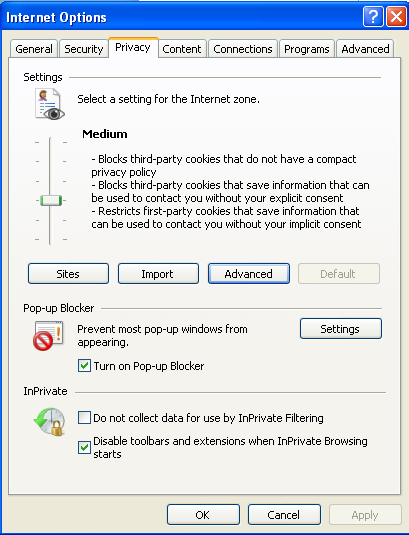 Internet Options
General Security Privacy Content Connections Programs Advanced
Settings
Select a setting for the Internet zone.
Medium
- Blocks third-party cookies that do not have a compact
privacy policy
- Blocks third-party cookies that save information that can
be used to contact you without your explicit consent
- Restricts first-party cookies that save information that
can be used to contact you without your implicit consent
Sites Import Advanced Default
Pop-up Blocker
Prevent most pop-up windows from
appearing.
Settings
Turn on Pop-up Blocker
InPrivate
Do not collect data for use by InPrivate Filtering
Disable toolbars and extensions when InPrivate Browsing
starts
OK Cancel Apply